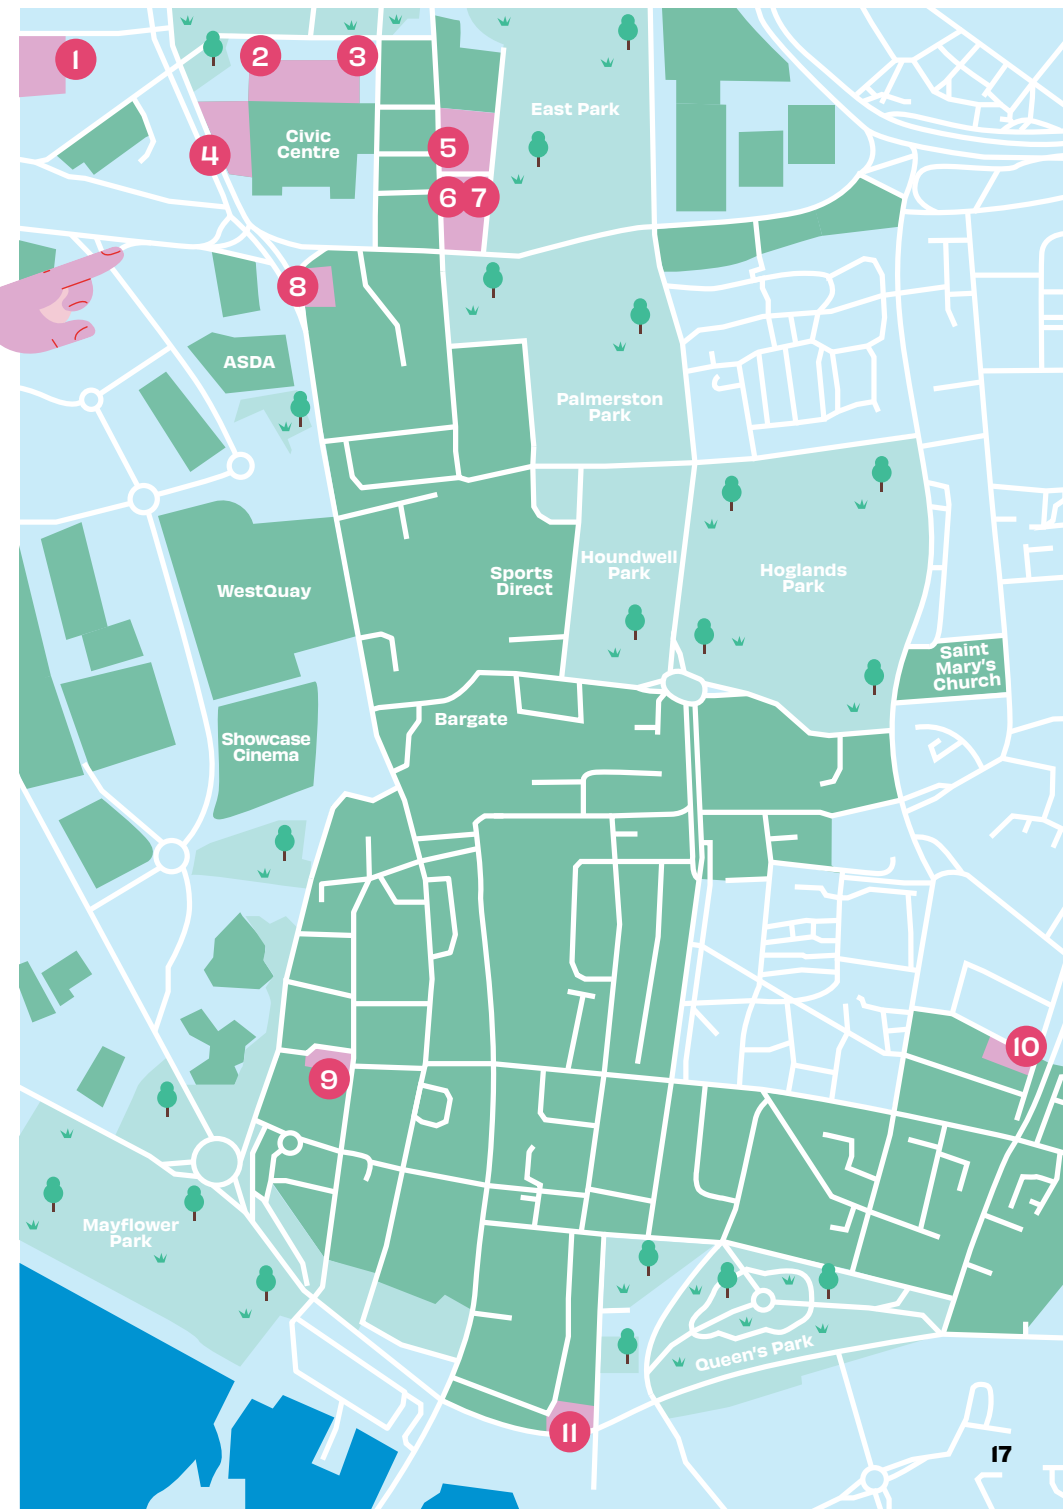 1
2
3
East Park
Civic
Centre
4
5
6
7
8
ASDA
Palmerston
Park
Houndwell
Park
Sports
Direct
Hoglands
Park
WestQuay
Saint
Mary's
Church
Bargate
Showcase
Cinema
10
9
Mayflower
Park
Queen's Park
11
17